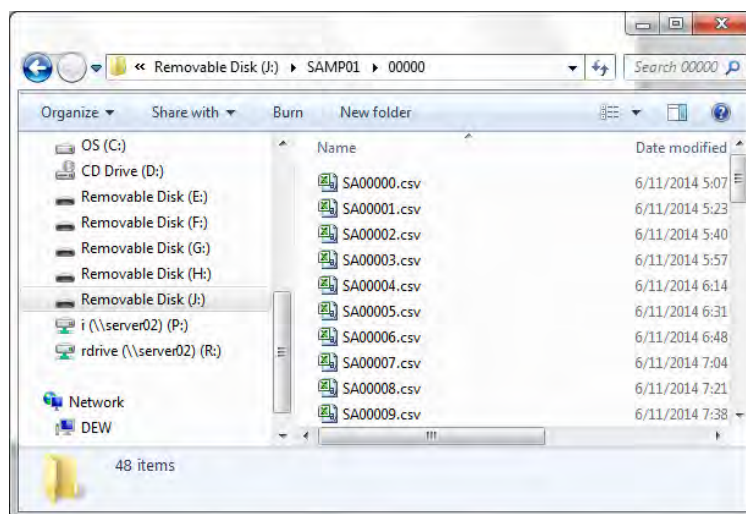 « Removable Disk (J:) ▸ SAMP01 ▸ 00000 Search 00000
Organize Share with Burn New folder
OS (C:)
CD Drive (D:)
Removable Disk (E:)
Removable Disk (F:)
Removable Disk (G:)
Removable Disk (H:)
Removable Disk (J:)
i (\\server02) (P:)
rdrive (\\server02) (R:)
Network
DEW
Name Date modified
SA00000.csv 6/11/2014 5:07
SA00001.csv 6/11/2014 5:23
SA00002.csv 6/11/2014 5:40
SA00003.csv 6/11/2014 5:57
SA00004.csv 6/11/2014 6:14
SA00005.csv 6/11/2014 6:31
SA00006.csv 6/11/2014 6:48
SA00007.csv 6/11/2014 7:04
SA00008.csv 6/11/2014 7:21
SA00009.csv 6/11/2014 7:38
48 items